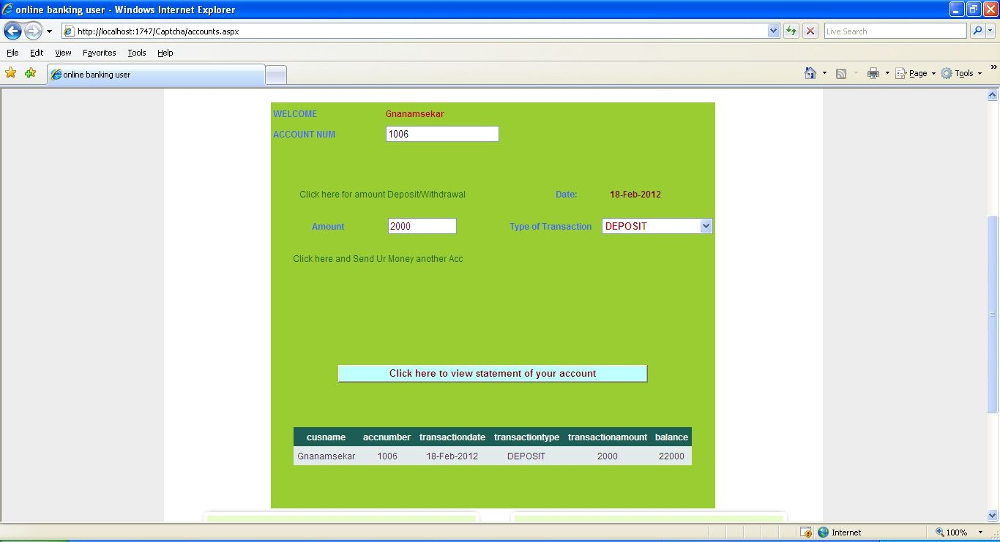 online banking user - Windows Internet Explorer
http://localhost:1747/Captcha/accounts.aspx
Live Search
File Edit View Favorites Tools Help
online banking user
Page Tools »
WELCOME Gnanamsekar
ACCOUNT NUM 1006
Click here for amount Deposit/Withdrawal Date: 18-Feb-2012
Amount 2000 Type of Transaction DEPOSIT
Click here and Send Ur Money another Acc
Click here to view statement of your account
cusname accnumber transactiondate transactiontype transactionamount balance
Gnanamsekar 1006 18-Feb-2012 DEPOSIT 2000 22000
Internet 100%